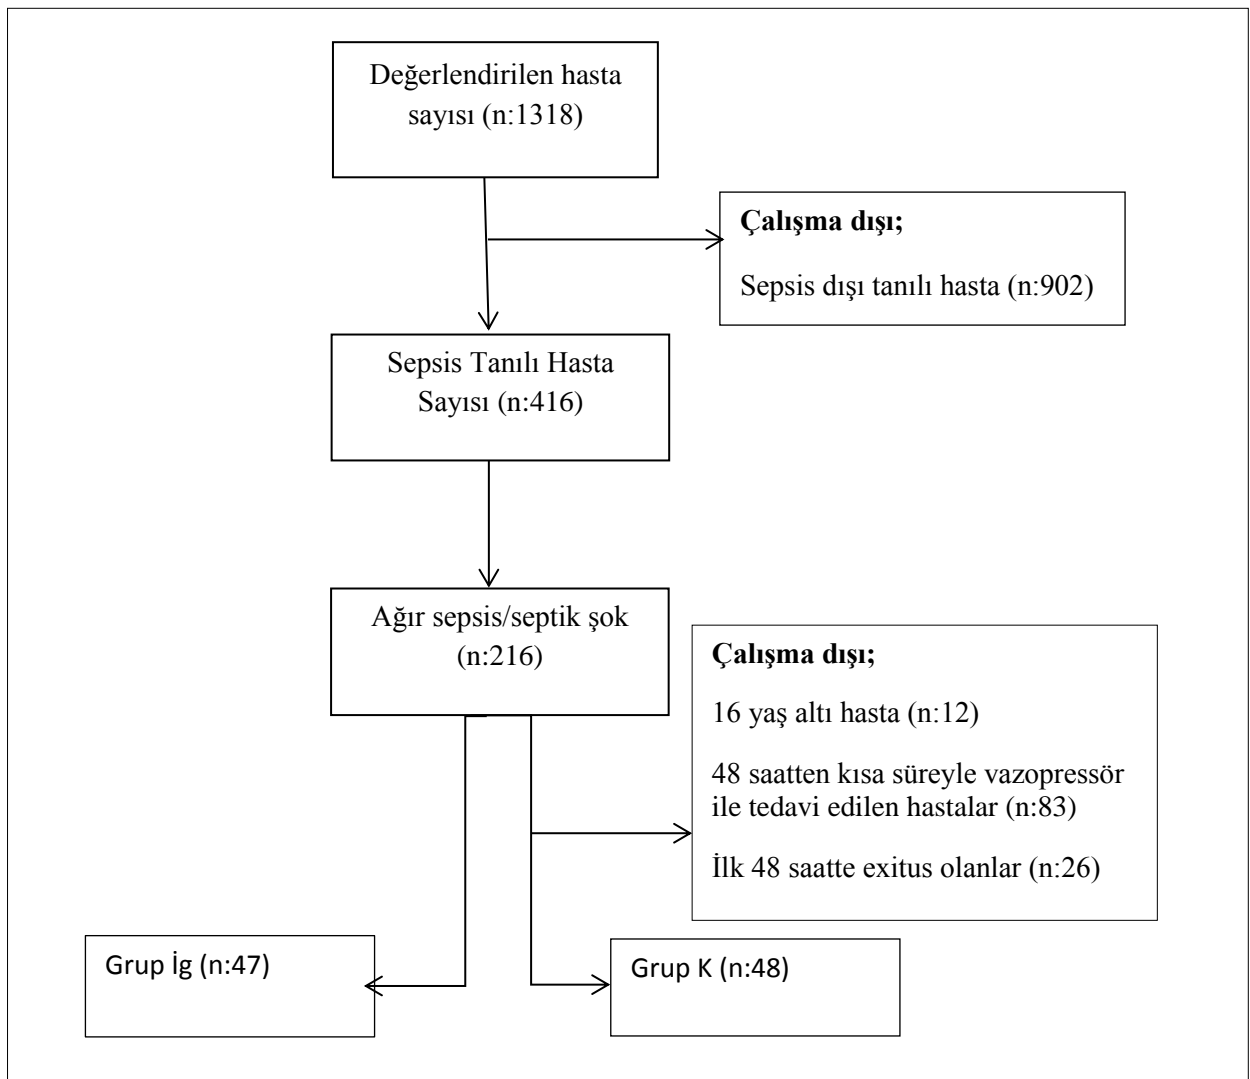 Değerlendirilen hasta
sayısı (n:1318)
Çalışma dışı;
Sepsis dışı tanılı hasta (n:902)
Sepsis Tanılı Hasta
Sayısı (n:416)
Ağır sepsis/septik şok
(n:216)
Çalışma dışı;
16 yaş altı hasta (n:12)
48 saatten kısa süreyle vazopressör
ile tedavi edilen hastalar (n:83)
İlk 48 saatte exitus olanlar (n:26)
Grup İg (n:47)
Grup K (n:48)